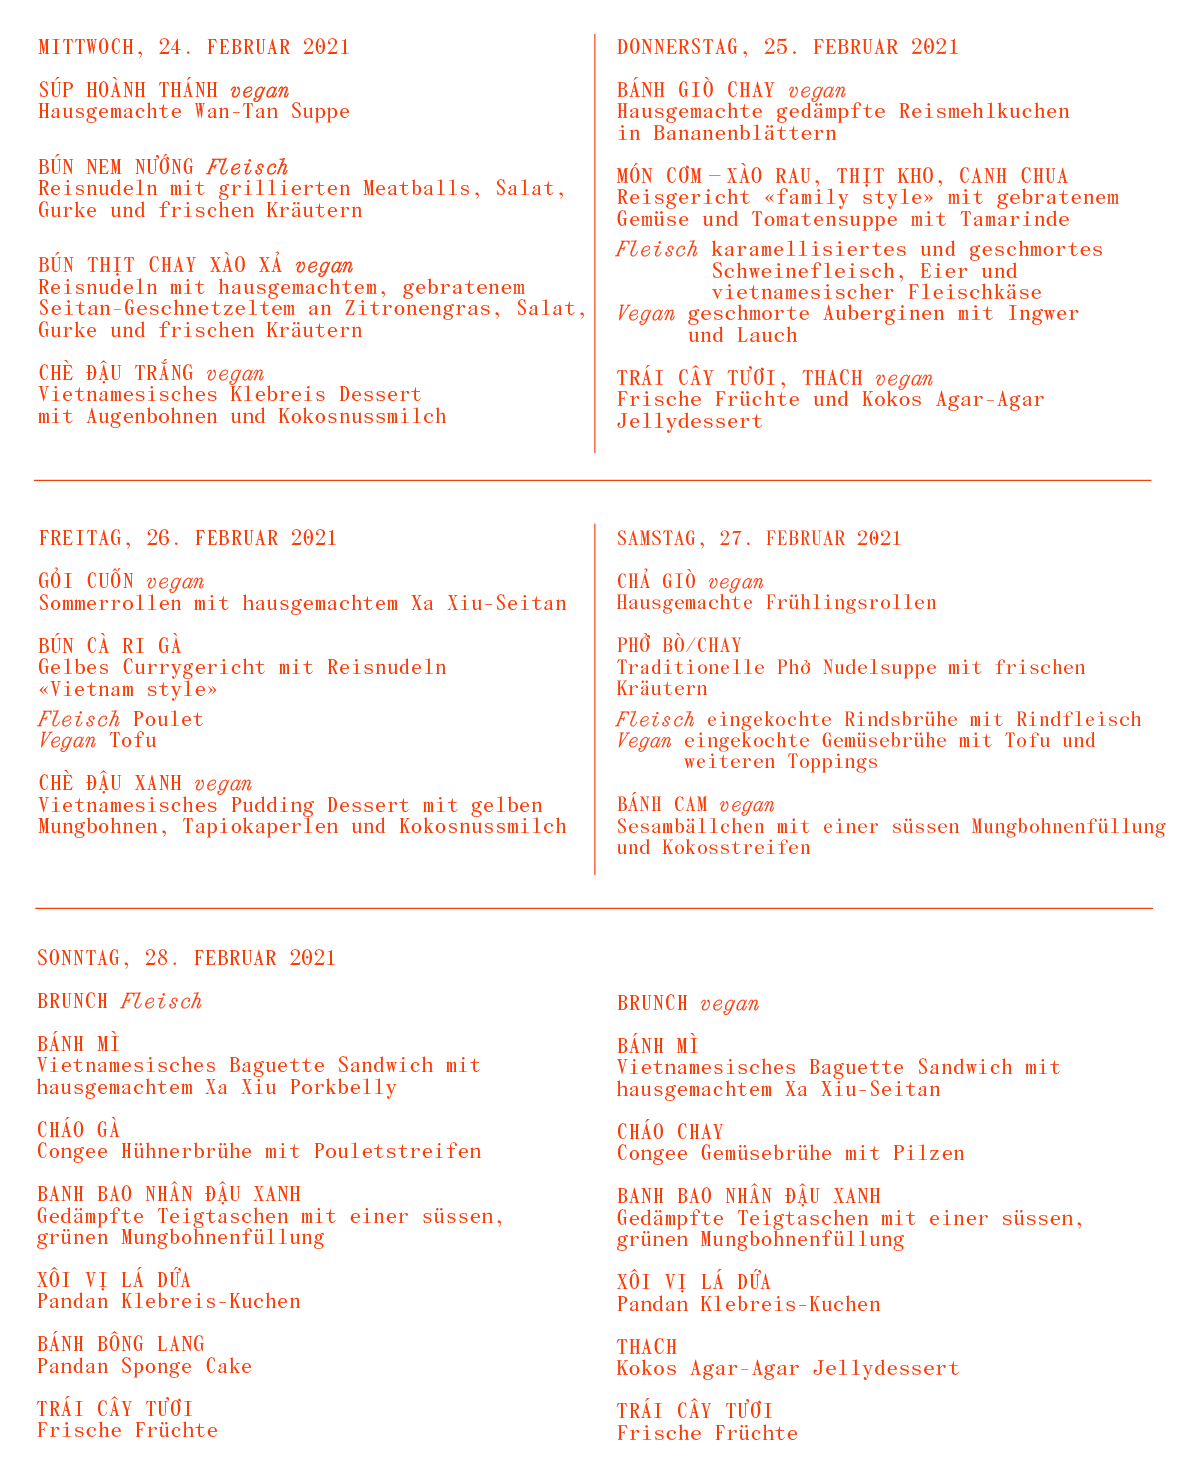 MITTWOCH, 24. FEBRUAR 2021
SÚP HOÀNH THÁNH vegan
Hausgemachte Wan-Tan Suppe
BÚN NEM NƯỚNG Fleisch
Reisnudeln mit grillierten Meatballs, Salat,
Gurke und frischen Kräutern
BÚN THỊT CHAY XÀO XẢ vegan
Reisnudeln mit hausgemachtem, gebratenem
Seitan-Geschnetzeltem an Zitronengras, Salat,
Gurke und frischen Kräutern
CHÈ ĐẬU TRẮNG vegan
Vietnamesisches Klebreis Dessert
mit Augenbohnen und Kokosnussmilch
DONNERSTAG, 25. FEBRUAR 2021
BÁNH GIÒ CHAY vegan
Hausgemachte gedämpfte Reismehlkuchen
in Bananenblättern
MÓN CƠM—XÀO RAU, THỊT KHO, CANH CHUA
Reisgericht «family style» mit gebratenem
Gemüse und Tomatensuppe mit Tamarinde
Fleisch karamellisiertes und geschmortes
Schweinefleisch, Eier und
vietnamesischer Fleischkäse
Vegan geschmorte Auberginen mit Ingwer
und Lauch
TRÁI CÂY TƯƠI, THACH vegan
Frische Früchte und Kokos Agar-Agar
Jellydessert
FREITAG, 26. FEBRUAR 2021
GỎI CUỐN vegan
Sommerrollen mit hausgemachtem Xa Xiu-Seitan
BÚN CÀ RI GÀ
Gelbes Currygericht mit Reisnudeln
«Vietnam style»
Fleisch Poulet
Vegan Tofu
CHÈ ĐẬU XANH vegan
Vietnamesisches Pudding Dessert mit gelben
Mungbohnen, Tapiokaperlen und Kokosnussmilch
SAMSTAG, 27. FEBRUAR 2021
CHẢ GIÒ vegan
Hausgemachte Frühlingsrollen
PHỞ BÒ/CHAY
Traditionelle Phở Nudelsuppe mit frischen
Kräutern
Fleisch eingekochte Rindsbrühe mit Rindfleisch
Vegan eingekochte Gemüsebrühe mit Tofu und
weiteren Toppings
BÁNH CAM vegan
Sesambällchen mit einer süssen Mungbohnenfüllung
und Kokosstreifen
SONNTAG, 28. FEBRUAR 2021
BRUNCH Fleisch
BÁNH MÌ
Vietnamesisches Baguette Sandwich mit
hausgemachtem Xa Xiu Porkbelly
CHÁO GÀ
Congee Hühnerbrühe mit Pouletstreifen
BANH BAO NHÂN ĐẬU XANH
Gedämpfte Teigtaschen mit einer süssen,
grünen Mungbohnenfüllung
XÔI VỊ LÁ DỨA
Pandan Klebreis-Kuchen
BÁNH BÔNG LANG
Pandan Sponge Cake
TRÁI CÂY TƯƠI
Frische Früchte
BRUNCH vegan
BÁNH MÌ
Vietnamesisches Baguette Sandwich mit
hausgemachtem Xa Xiu-Seitan
CHÁO CHAY
Congee Gemüsebrühe mit Pilzen
BANH BAO NHÂN ĐẬU XANH
Gedämpfte Teigtaschen mit einer süssen,
grünen Mungbohnenfüllung
XÔI VỊ LÁ DỨA
Pandan Klebreis-Kuchen
THACH
Kokos Agar-Agar Jellydessert
TRÁI CÂY TƯƠI
Frische Früchte